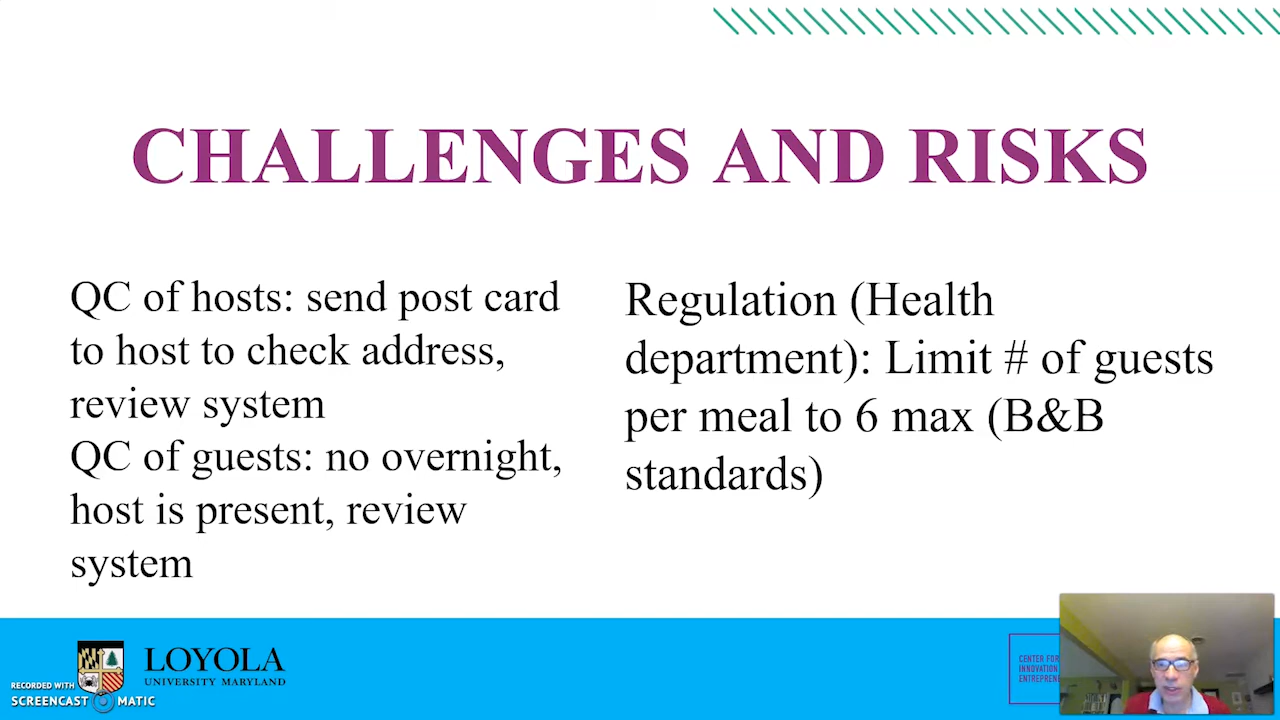 CHALLENGES AND RISKS
QC of hosts: send post card
to host to check address,
review system
QC of guests: no overnight,
host is present, review
system
Regulation (Health
department): Limit # of guests
per meal to 6 max (B&B
standards)
LOYOLA
UNIVERSITY MARYLAND
RECORDED WITH
SCREENCAST MATIC
CENTER FOR
INNOVATION